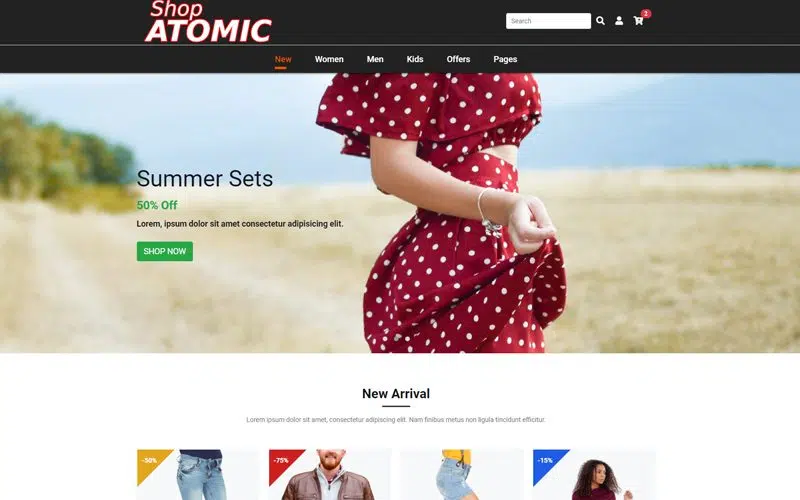 Shop
ATOMIC
Search
2
New Women Men Kids Offers Pages
Summer Sets
50% Off
Lorem, ipsum dolor sit amet consectetur adipisicing elit.
SHOP NOW
New Arrival
Lorem ipsum dolor sit amet, consectetur adipiscing elit. Nam finibus metus non ligula tincidunt efficitur.
-50% -75% -15%